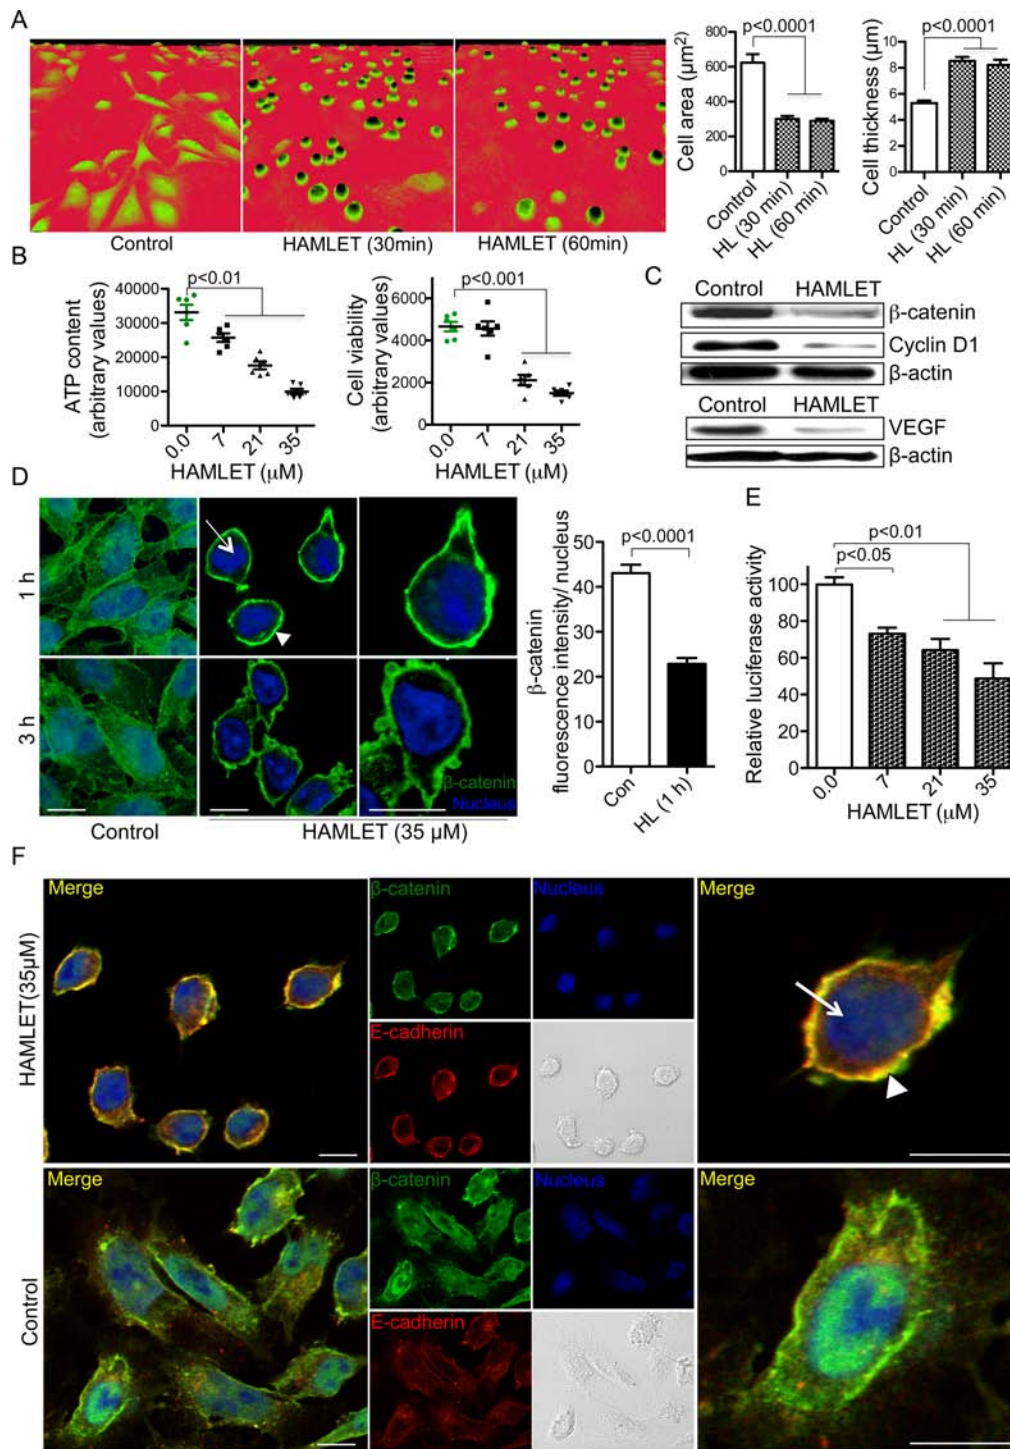 A
Control
HAMLET (30min)
HAMLET (60min)
Cell area (μm²)
p<0.0001
800
600
400
200
0
Control
HL (30 min)
HL (60 min)
Cell thickness (μm)
p<0.0001
10
8
6
4
2
0
Control
HL (30 min)
HL (60 min)
B
ATP content
(arbitrary values)
p<0.01
40000
30000
20000
10000
0
0.0
7
21
35
HAMLET (μM)
Cell viability
(arbitrary values)
p<0.001
6000
4000
2000
0
0.0
7
21
35
HAMLET (μM)
C
Control HAMLET
β-catenin
Cyclin D1
β-actin
Control HAMLET
VEGF
β-actin
D
1 h
3 h
β-catenin
Nucleus
Control
HAMLET (35 μM)
β-catenin
fluorescence intensity/ nucleus
p<0.0001
50
40
30
20
10
0
Con
HL (1 h)
E
Relative luciferase activity
p<0.01
p<0.05
100
80
60
40
20
0
0.0
7
21
35
HAMLET (μM)
F
HAMLET(35μM)
Merge
β-catenin
Nucleus
E-cadherin
Merge
Control
Merge
β-catenin
Nucleus
E-cadherin
Merge